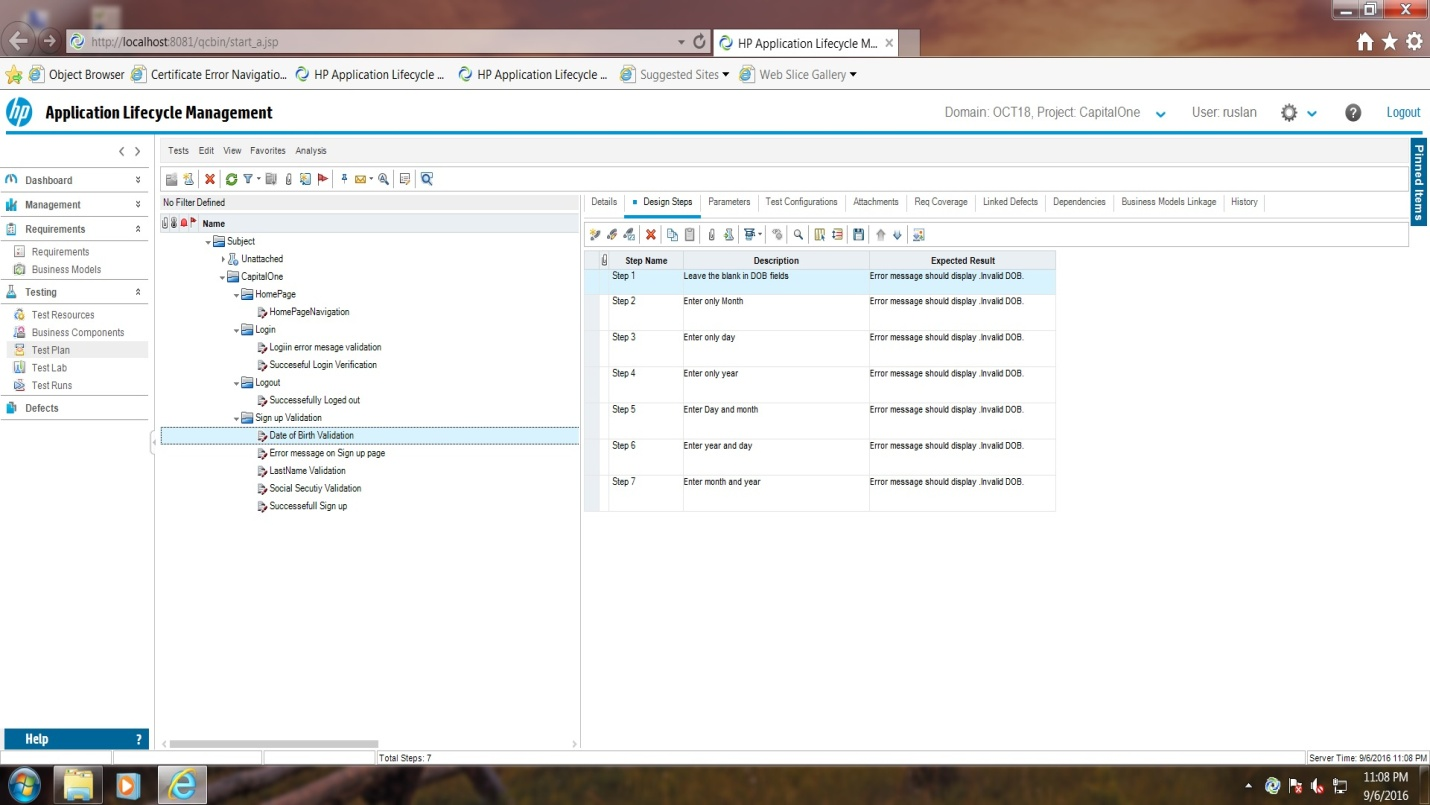 http://localhost:8081/qcbin/start_a.jsp
HP Application Lifecycle M...
Object Browser
Certificate Error Navigatio...
HP Application Lifecycle ...
HP Application Lifecycle ...
Suggested Sites
Web Slice Gallery
hp
Application Lifecycle Management
Domain: OCT18, Project: CapitalOne
User: ruslan
Logout
Pinned Items
Dashboard
Management
Requirements
Requirements
Business Models
Testing
Test Resources
Business Components
Test Plan
Test Lab
Test Runs
Defects
Help ?
Tests Edit View Favorites Analysis
No Filter Defined
Name
Subject
Unattached
CapitalOne
HomePage
HomePageNavigation
Login
Logiin error mesage validation
Succeseful Login Verification
Logout
Successefully Loged out
Sign up Validation
Date of Birth Validation
Error message on Sign up page
LastName Validation
Social Secutiy Validation
Successefull Sign up
Details Design Steps Parameters Test Configurations Attachments Req Coverage Linked Defects Dependencies Business Models Linkage History
Step Name Description Expected Result
Step 1 Leave the blank in DOB fields Error message should display .Invalid DOB.
Step 2 Enter only Month Error message should display .Invalid DOB.
Step 3 Enter only day Error message should display .Invalid DOB.
Step 4 Enter only year Error message should display .Invalid DOB.
Step 5 Enter Day and month Error message should display .Invalid DOB.
Step 6 Enter year and day Error message should display .Invalid DOB.
Step 7 Enter month and year Error message should display .Invalid DOB.
Total Steps: 7
Server Time: 9/6/2016 11:08 PM
11:08 PM
9/6/2016